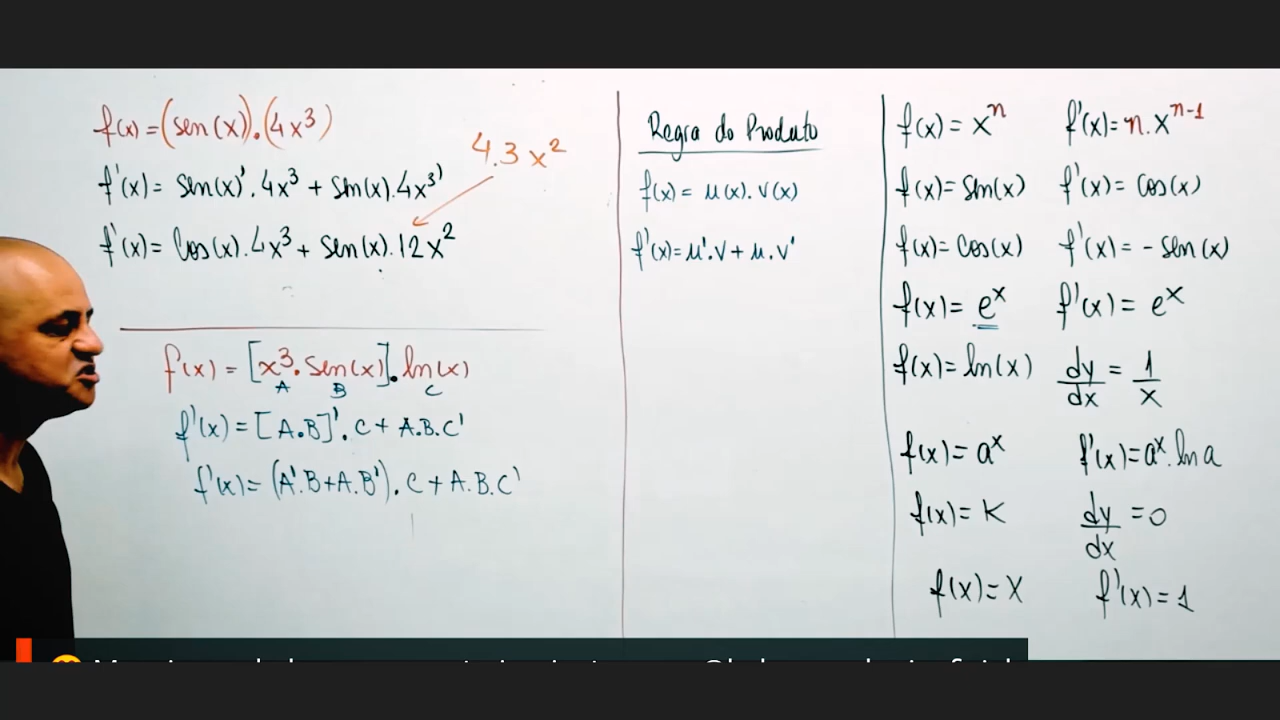 f(x) = (sen(x)).(4x³)
4.3x²
f'(x) = sen(x)'.4x³ + sen(x).4x³'
f'(x) = Cos(x).4x³ + sen(x).12x²
f(x) = [x³.sen(x)].ln(x)
A B C
f'(x) = [A.B]'.C + A.B.C'
f'(x) = (A'.B+A.B').C + A.B.C'
Regra do Produto
f(x) = u(x).v(x)
f'(x) = u'.v + u.v'
f(x) = xⁿ f'(x) = n.xⁿ⁻¹
f(x) = sen(x) f'(x) = cos(x)
f(x) = cos(x) f'(x) = -sen(x)
f(x) = eˣ f'(x) = eˣ
f(x) = ln(x) dy/dx = 1/x
f(x) = aˣ f'(x) = aˣ.ln a
f(x) = K dy/dx = 0
f(x) = X f'(x) = 1